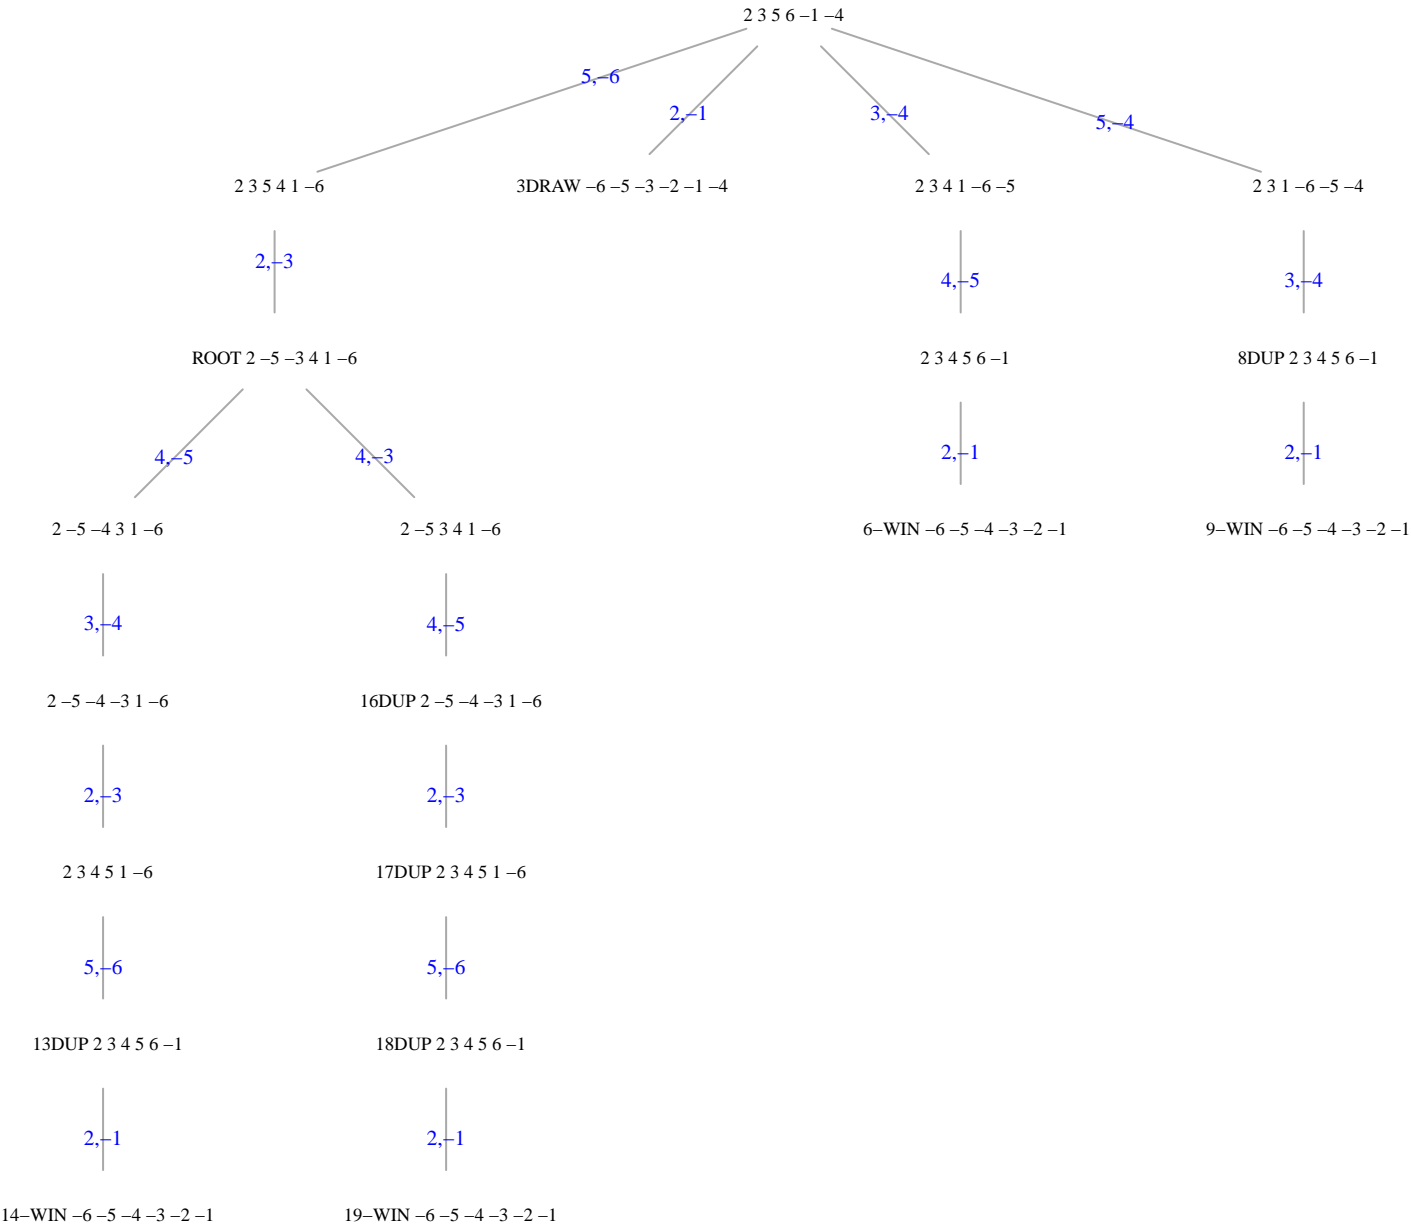 2 3 5 6 –1 –4
5,–6
2,–1
3,–4
5,–4
2 3 5 4 1 –6
3DRAW –6 –5 –3 –2 –1 –4
2 3 4 1 –6 –5
2 3 1 –6 –5 –4
2,–3
4,–5
3,–4
ROOT 2 –5 –3 4 1 –6
2 3 4 5 6 –1
8DUP 2 3 4 5 6 –1
4,–5
4,–3
2,–1
2,–1
2 –5 –4 3 1 –6
2 –5 3 4 1 –6
6–WIN –6 –5 –4 –3 –2 –1
9–WIN –6 –5 –4 –3 –2 –1
3,–4
4,–5
2 –5 –4 –3 1 –6
16DUP 2 –5 –4 –3 1 –6
2,–3
2,–3
2 3 4 5 1 –6
17DUP 2 3 4 5 1 –6
5,–6
5,–6
13DUP 2 3 4 5 6 –1
18DUP 2 3 4 5 6 –1
2,–1
2,–1
14–WIN –6 –5 –4 –3 –2 –1
19–WIN –6 –5 –4 –3 –2 –1